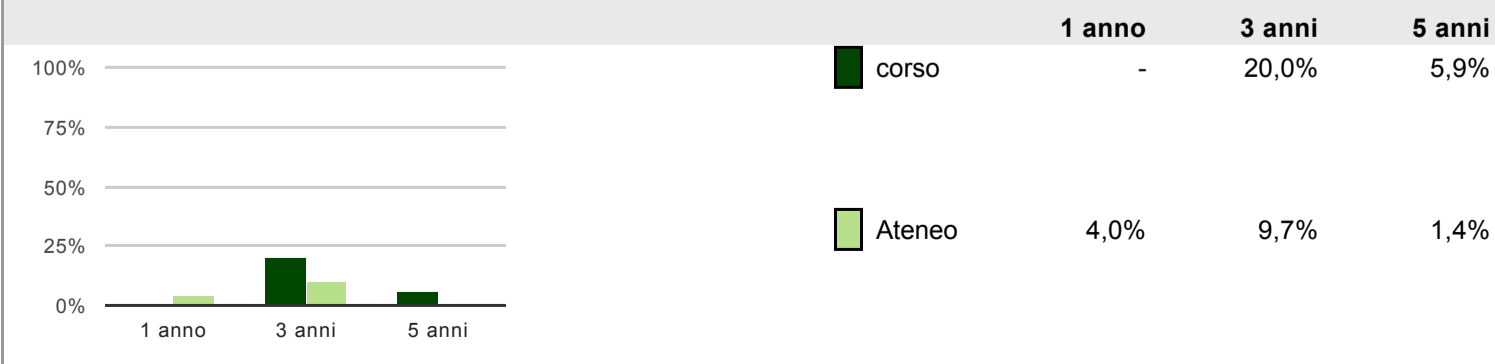 1 anno 3 anni 5 anni
100%
75%
50%
25%
0%
1 anno 3 anni 5 anni
corso - 20,0% 5,9%
Ateneo 4,0% 9,7% 1,4%